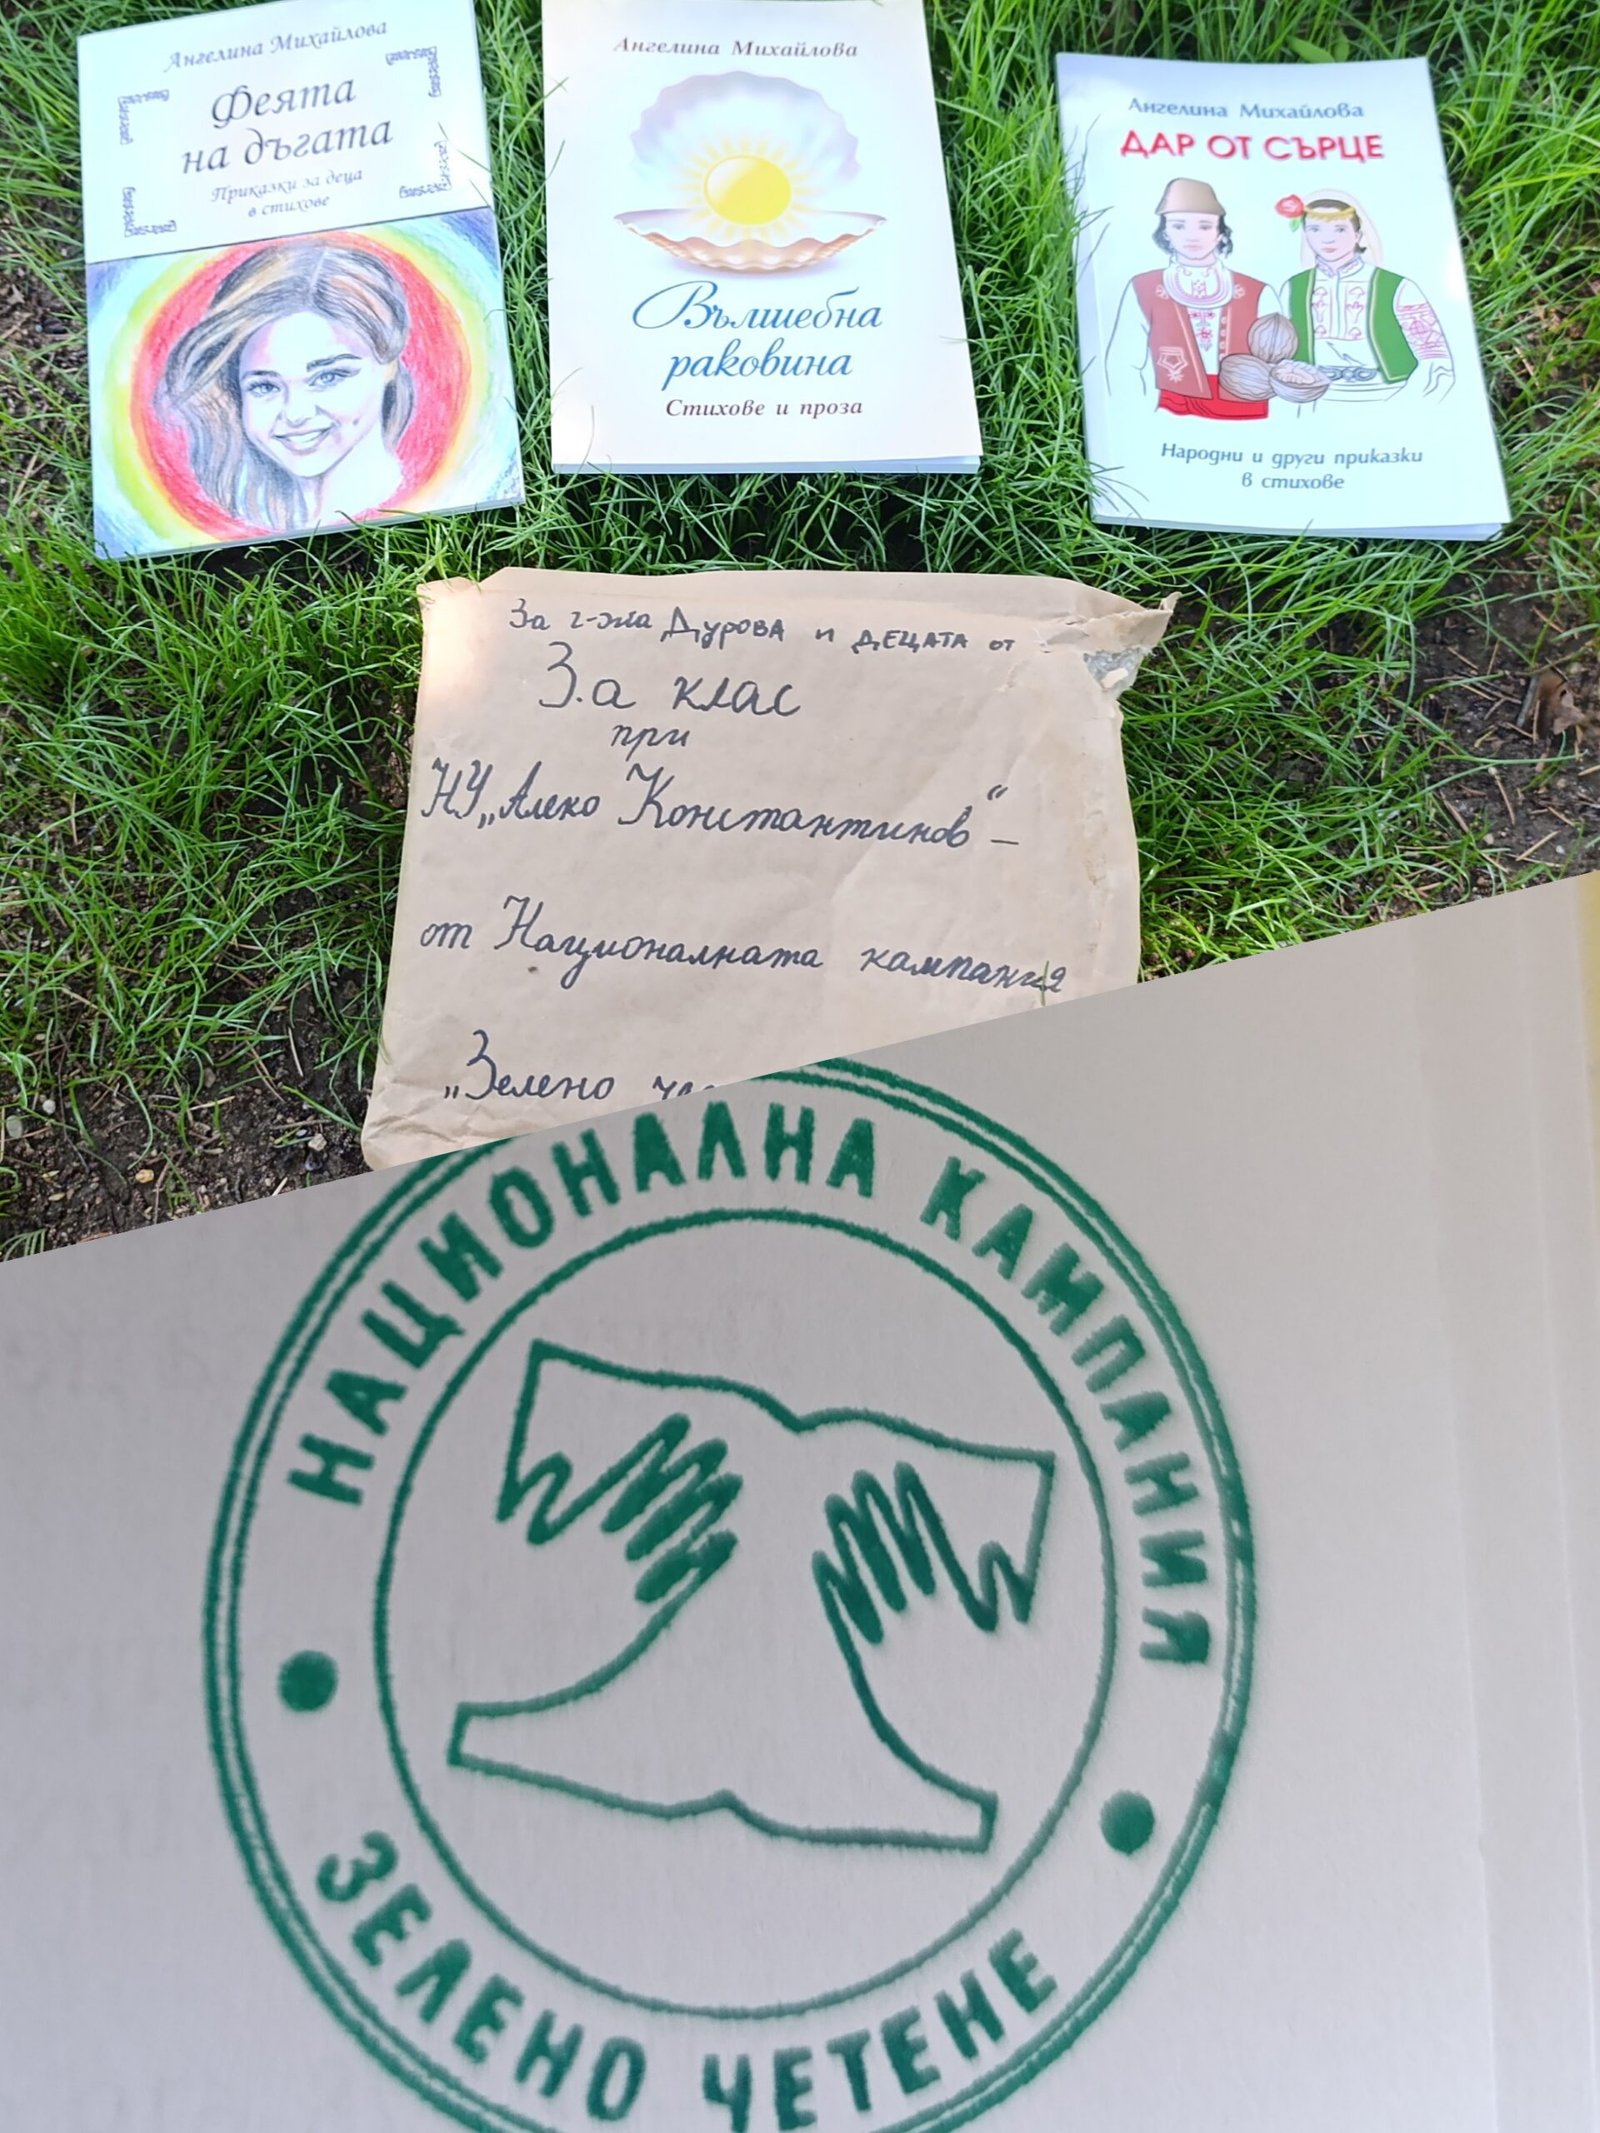 Ангелина Михайлова
Феята
на дъгата
Приказки за деца
в стихове
Ангелина Михайлова
Вълшебна
раковина
Стихове и проза
Ангелина Михайлова
ДАР ОТ СЪРЦЕ
Народни и други приказки
в стихове
За г-жа Дурова и ДЕЦАТА от
3.а клас
при
НУ „Алеко Константинов“ –
от Националната кампания
„Зелено
НАЦИОНАЛНА КАМПАНИЯ
ЗЕЛЕНО ЧЕТЕНЕ